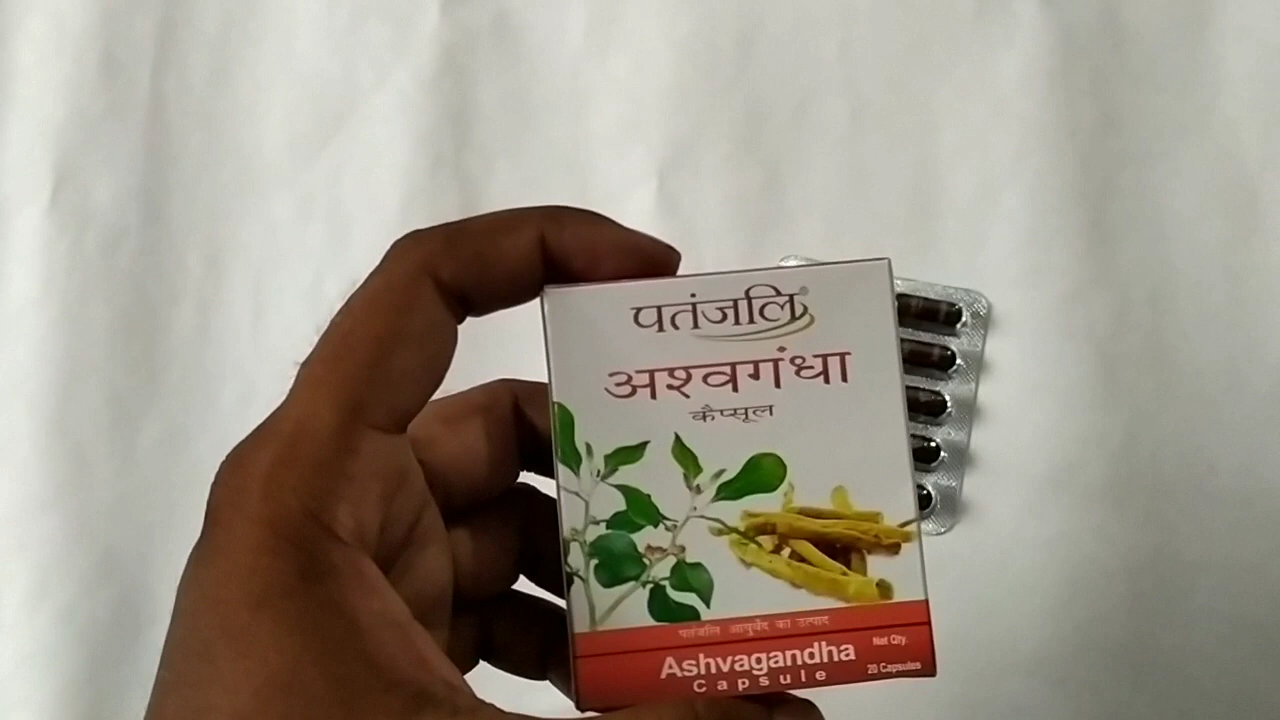 पतंजलि®
अश्वगंधा
कैप्सूल
पतंजलि आयुर्वेद का उत्पाद
Ashvagandha
Capsule
Net Qty.
20 Capsules